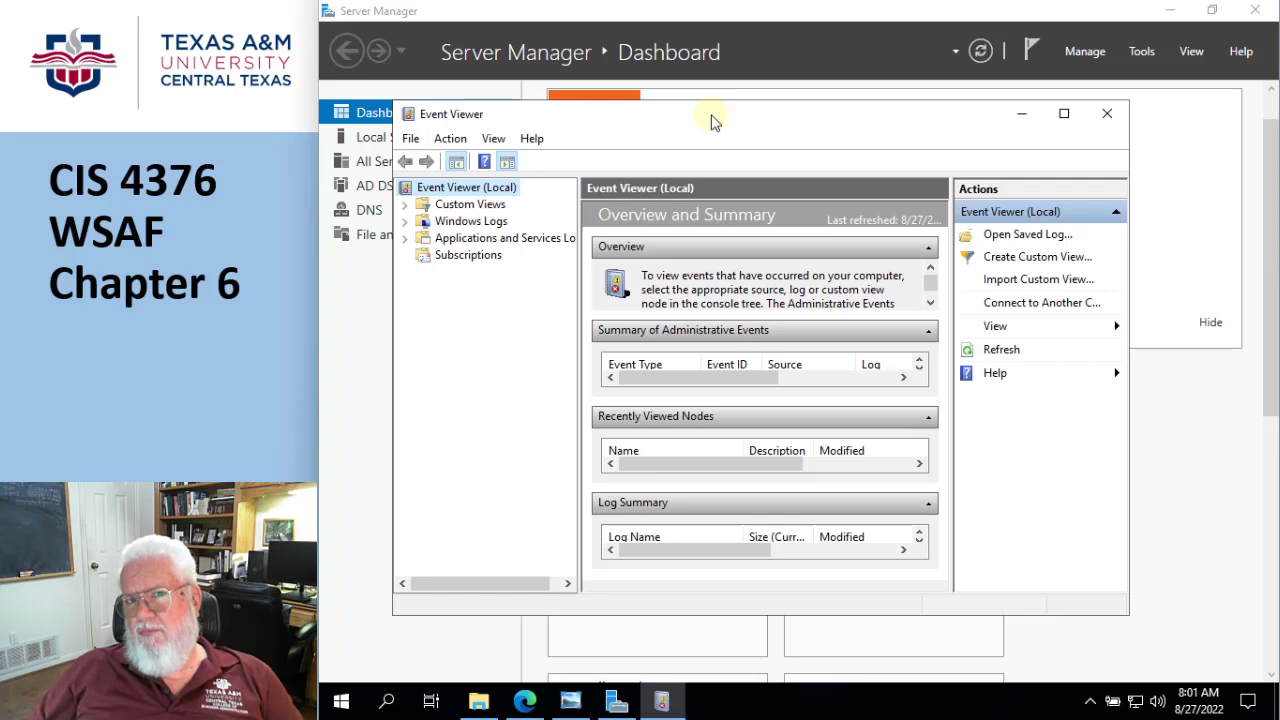 TEXAS A&M
UNIVERSITY
CENTRAL TEXAS
CIS 4376
WSAF
Chapter 6
Server Manager
Server Manager
Dashboard
Manage
Tools
View
Help
Dashb
Local
All Ser
AD DS
DNS
File an
Hide
Event Viewer
File
Action
View
Help
Event Viewer (Local)
Custom Views
Windows Logs
Applications and Services Lo
Subscriptions
Event Viewer (Local)
Overview and Summary
Last refreshed: 8/27/2...
Overview
To view events that have occurred on your computer,
select the appropriate source, log or custom view
node in the console tree. The Administrative Events
Summary of Administrative Events
Event Type Event ID Source Log
Recently Viewed Nodes
Name Description Modified
Log Summary
Log Name Size (Curr... Modified
Actions
Event Viewer (Local)
Open Saved Log...
Create Custom View...
Import Custom View...
Connect to Another C...
View
Refresh
Help
TEXAS A&M
UNIVERSITY
CENTRAL TEXAS
8:01 AM
8/27/2022